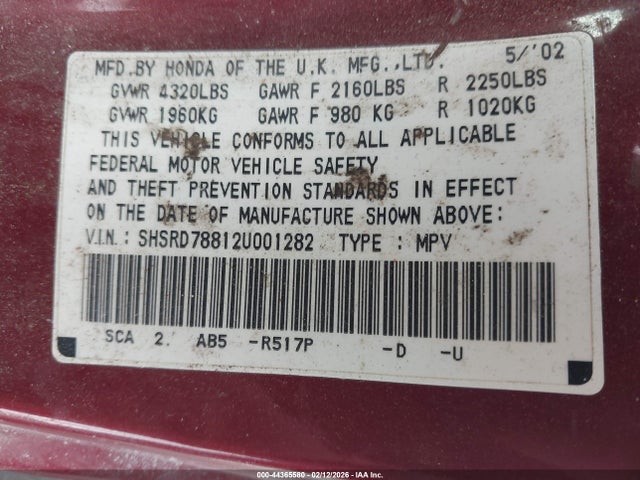 MFD.BY HONDA OF THE U.K. MFG.,LTD. 5/'02
GVWR 4320LBS GAWR F 2160LBS R 2250LBS
GVWR 1960KG GAWR F 980 KG R 1020KG
THIS VEHICLE CONFORMS TO ALL APPLICABLE
FEDERAL MOTOR VEHICLE SAFETY
AND THEFT PREVENTION STANDARDS IN EFFECT
ON THE DATE OF MANUFACTURE SHOWN ABOVE:
V.I.N.: SHSRD78812U001282 TYPE : MPV
SCA 2. AB5 -R517P -D -U
000-44365580 - 02/12/2026 - IAA Inc.